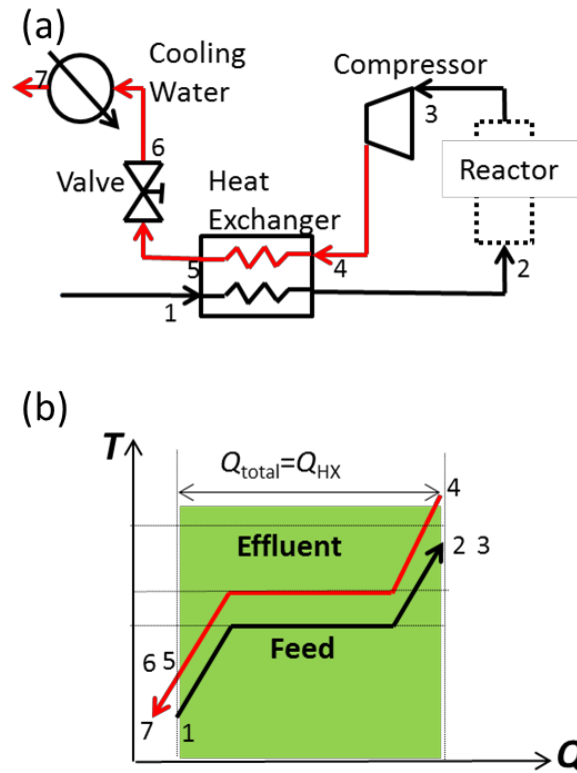 (a)
7
Cooling
Water
Compressor
3
6
Valve
Heat
Exchanger
Reactor
5
4
2
1
(b)
T
Q_total=Q_HX
4
Effluent
2 3
Feed
6 5
7
1
Q